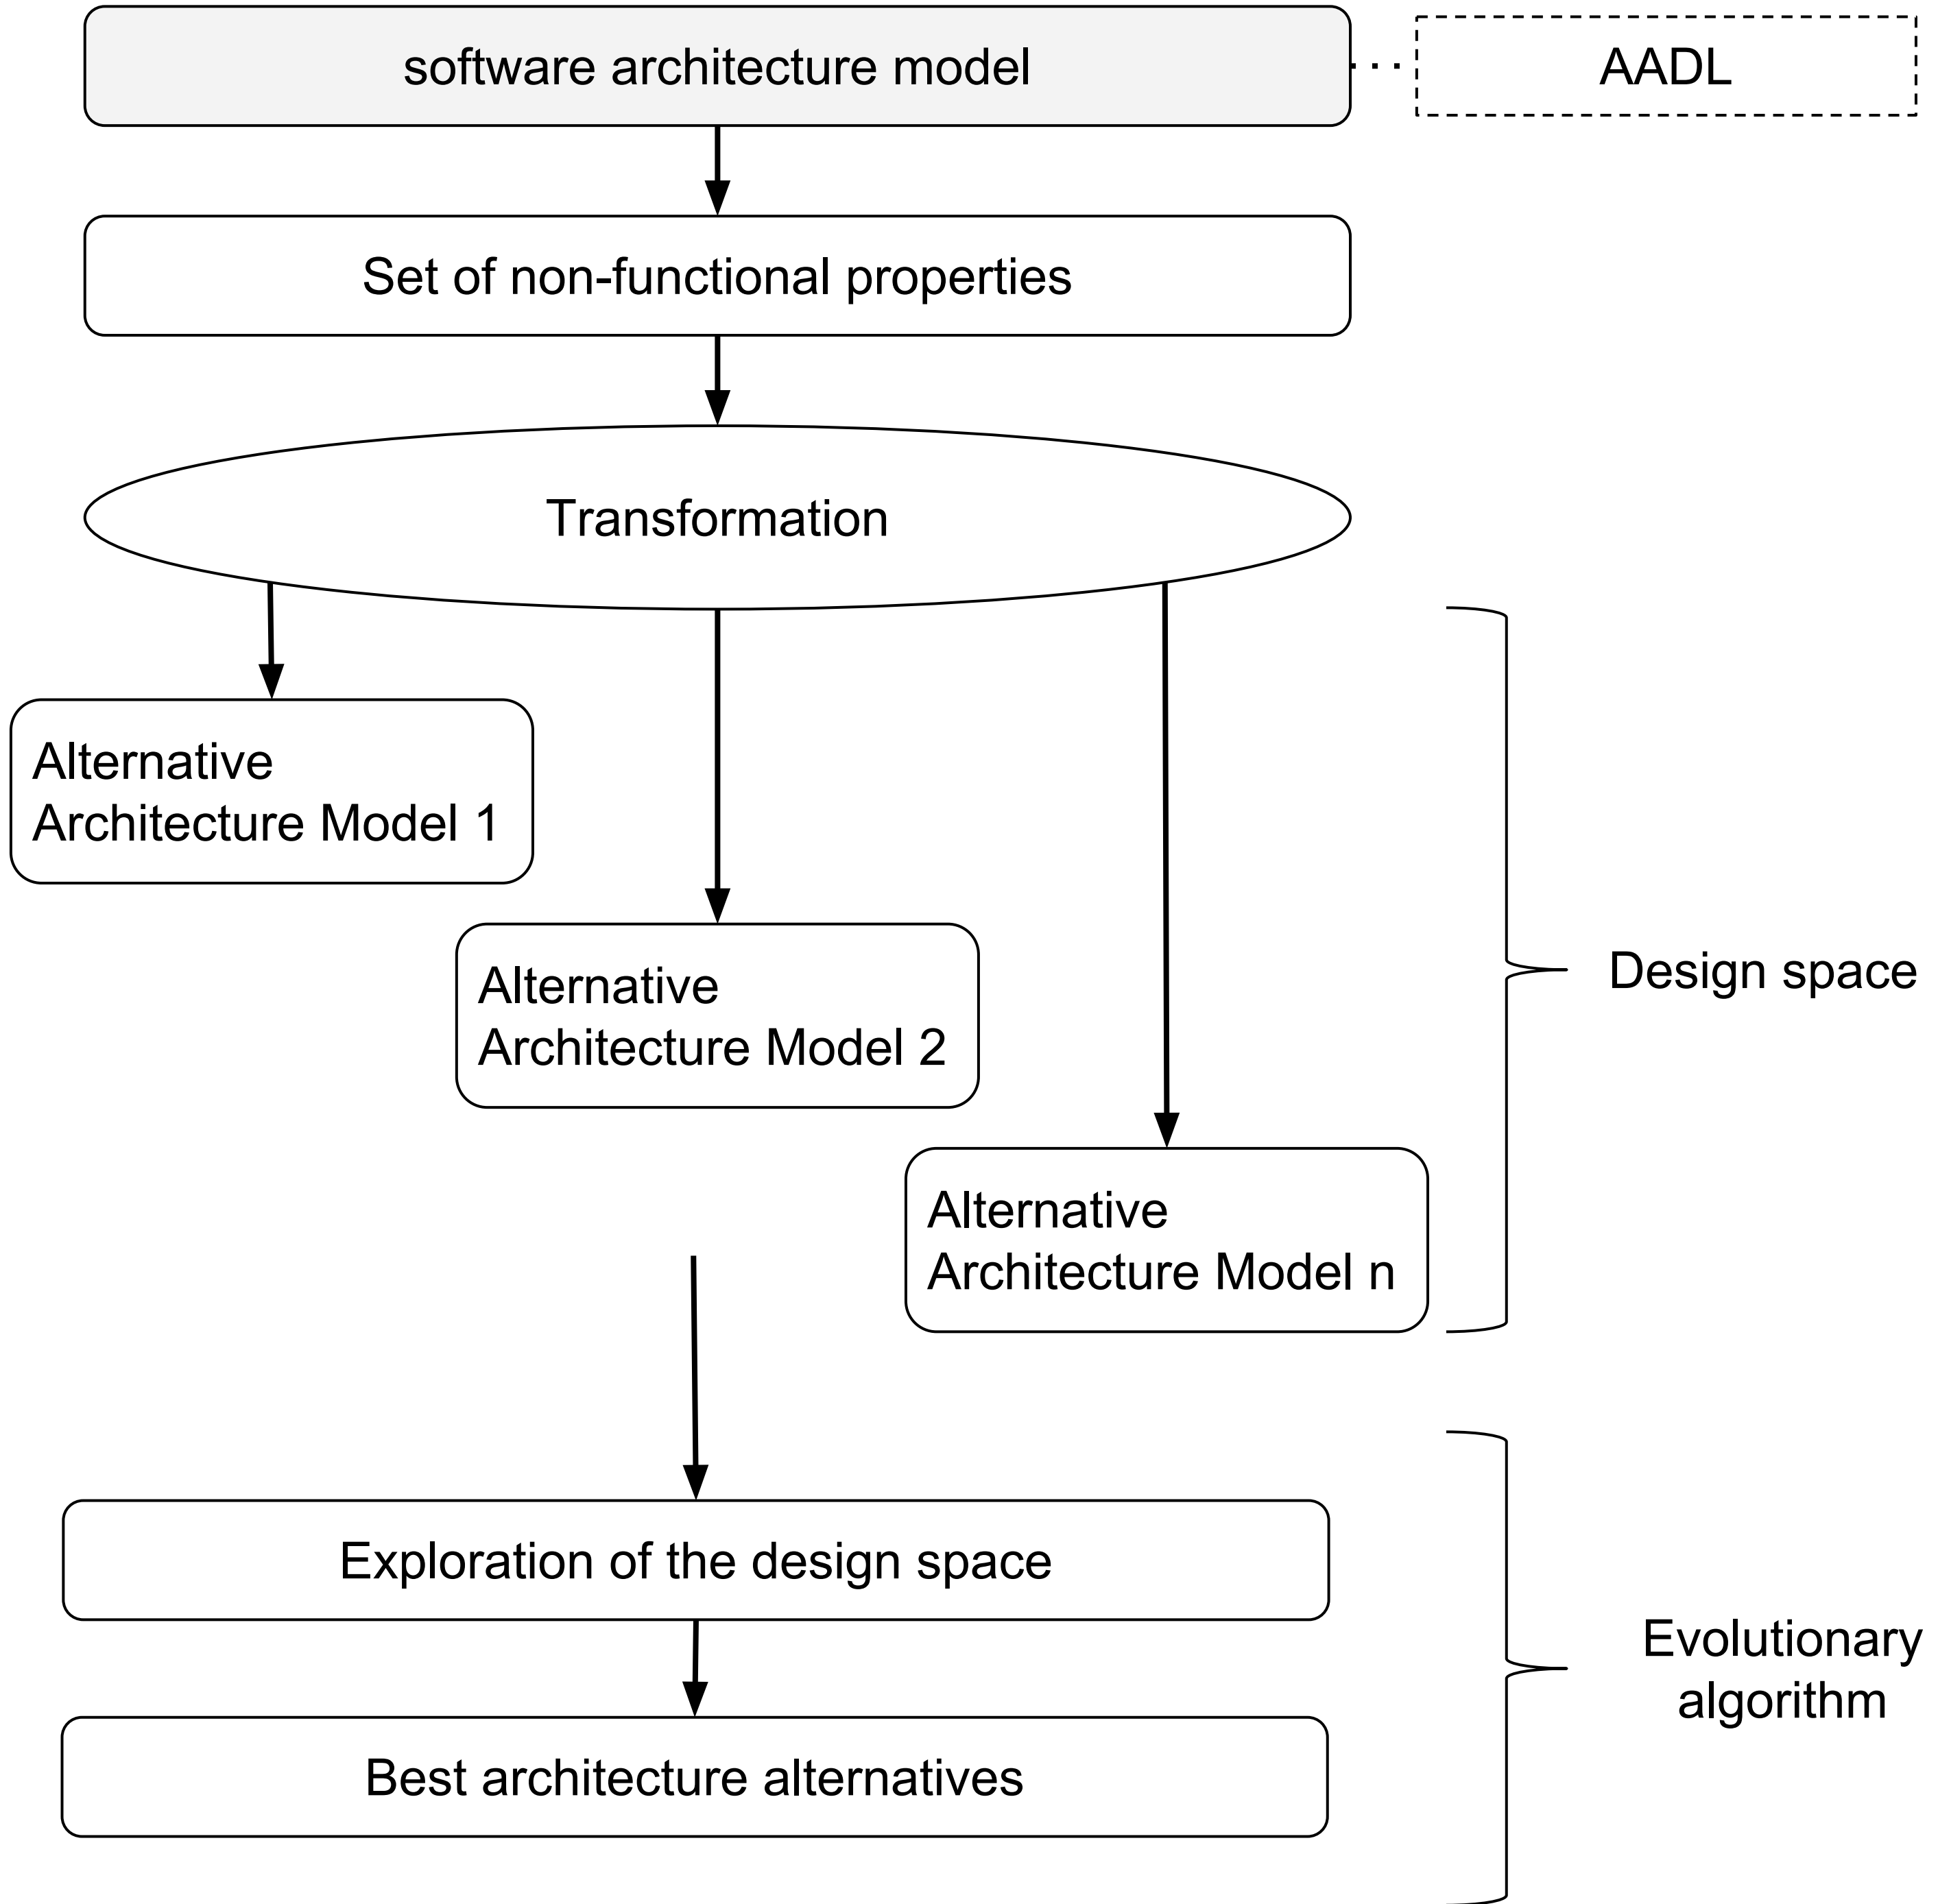 software architecture model
AADL
Set of non-functional properties
Transformation
Alternative
Architecture Model 1
Alternative
Architecture Model 2
Design space
Alternative
Architecture Model n
Exploration of the design space
Evolutionary
algorithm
Best architecture alternatives